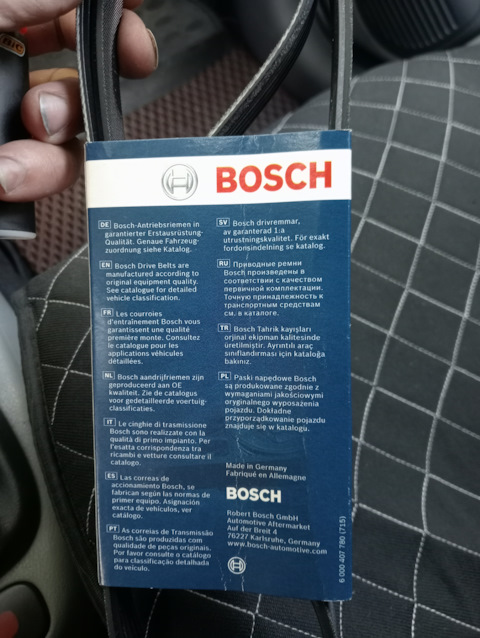 BIC
BOSCH
DE Bosch-Antriebsriemen in
garantierter Erstausrüstung-
Qualität. Genaue Fahrzeug-
zuordnung siehe Katalog.
EN Bosch Drive Belts are
manufactured according to
original equipment quality.
See catalogue for detailed
vehicle classification.
FR Les courroies
d'entraînement Bosch vous
garantissent une qualité
première monte. Consultez
le catalogue pour les
applications véhicules
détaillées.
NL Bosch aandrijfriemen zijn
geproduceerd aan OE
kwaliteit. Zie de catalogus
voor gedetailleerde voertuig-
classificaties.
IT Le cinghie di trasmissione
Bosch sono realizzate con la
qualità di primo impianto. Per
l'esatta corrispondenza tra
ricambi e vetture consultare il
catalogo.
ES Las correas de
accionamiento Bosch, se
fabrican según las normas de
primer equipo. Asignación
exacta de vehículos, ver
catálogo.
PT As correias de Transmissão
Bosch são produzidas com
qualidade de peças originais.
Por favor consulte o catálogo
para classificação detalhada
do veículo.
SV Bosch drivremmar,
av garanterad 1:a
utrustningskvalitet. För exakt
fordonsindelning se katalog.
RU Приводные ремни
Bosch произведены в
соответствии с качеством
первичной комплектации.
Точную принадлежность к
транспортным средствам
см. в каталоге.
TR Bosch Tahrik kayışları
orjinal ekipman kalitesinde
üretilmiştir. Ayrıntılı araç
sınıflandırması için kataloğa
bakınız.
PL Paski napędowe Bosch
są produkowane zgodnie z
wymaganiami jakościowymi
oryginalnego wyposażenia
pojazdu. Dokładne
przyporządkowanie pojazdu
znajduje się w katalogu.
Made in Germany
Fabriqué en Allemagne
BOSCH
Robert Bosch GmbH
Automotive Aftermarket
Auf der Breit 4
76227 Karlsruhe, Germany
www.bosch-automotive.com
6 000 407 780 (715)